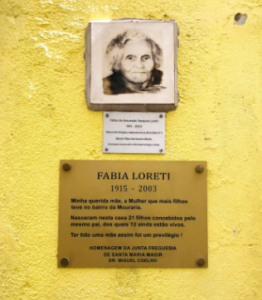 FABIA LORETI
1915 - 2003
Minha querida mãe, a Mulher que mais filhos
teve no bairro da Mouraria.
Nasceram nesta casa 21 filhos concebidos pelo
mesmo pai, dos quais 12 ainda estão vivos.
Ter tido uma mãe assim foi um previlégio !
HOMENAGEM DA JUNTA FREGUESIA
DE SANTA MARIA MAIOR
DR. MIGUEL COELHO